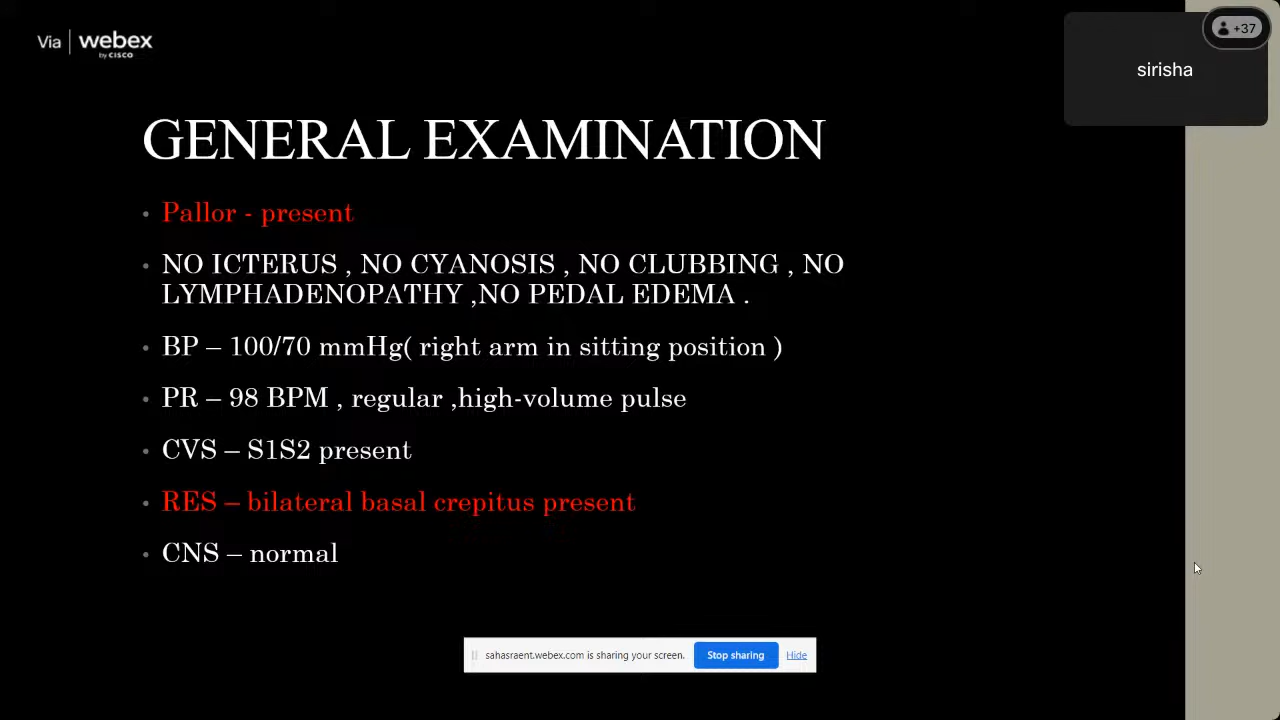 Via webex
by CISCO
+37
sirisha
GENERAL EXAMINATION
• Pallor - present
• NO ICTERUS , NO CYANOSIS , NO CLUBBING , NO
LYMPHADENOPATHY ,NO PEDAL EDEMA .
• BP – 100/70 mmHg( right arm in sitting position )
• PR – 98 BPM , regular ,high-volume pulse
• CVS – S1S2 present
• RES – bilateral basal crepitus present
• CNS – normal
sahasraent.webex.com is sharing your screen. Stop sharing Hide